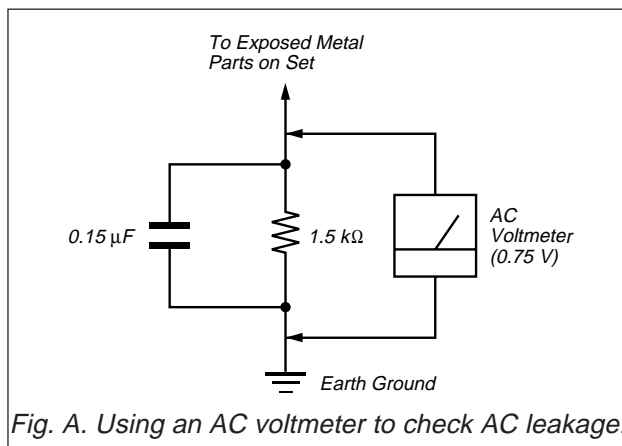 To Exposed Metal
Parts on Set
0.15 µF
1.5 kΩ
AC
Voltmeter
(0.75 V)
Earth Ground
Fig. A. Using an AC voltmeter to check AC leakage.